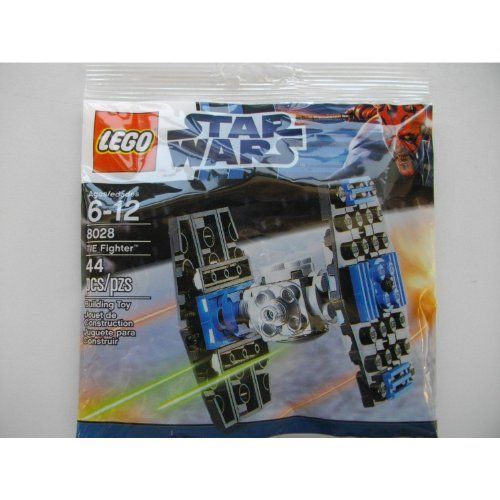 LEGO
STAR
WARS
Ages/edades
6-12
8028
TIE Fighter™
44
pcs/pzs
Building Toy
Jouet de
Construction
Juguete para
Construir